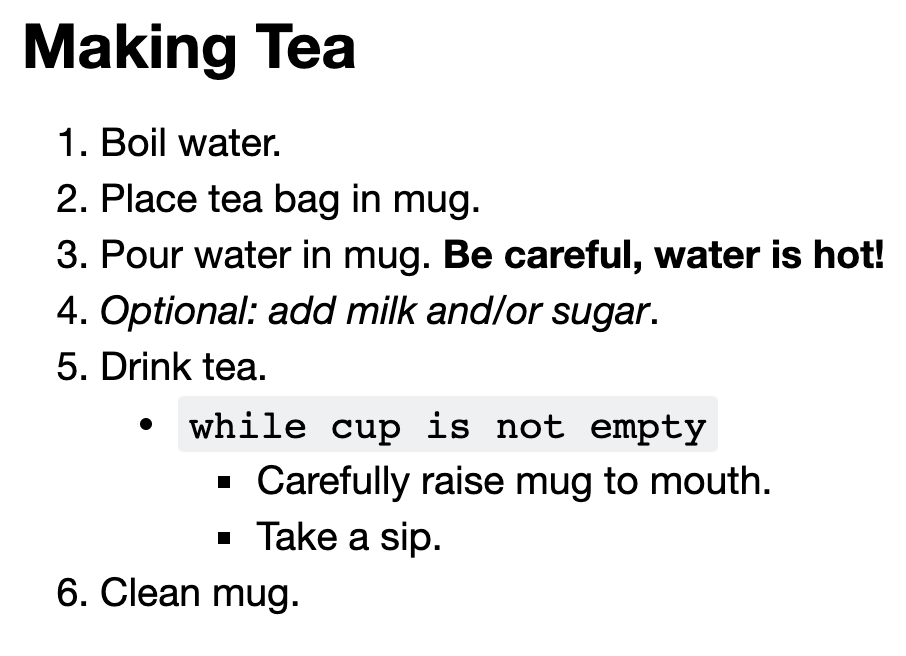 Making Tea
1. Boil water.
2. Place tea bag in mug.
3. Pour water in mug. Be careful, water is hot!
4. Optional: add milk and/or sugar.
5. Drink tea.
• while cup is not empty
▪ Carefully raise mug to mouth.
▪ Take a sip.
6. Clean mug.